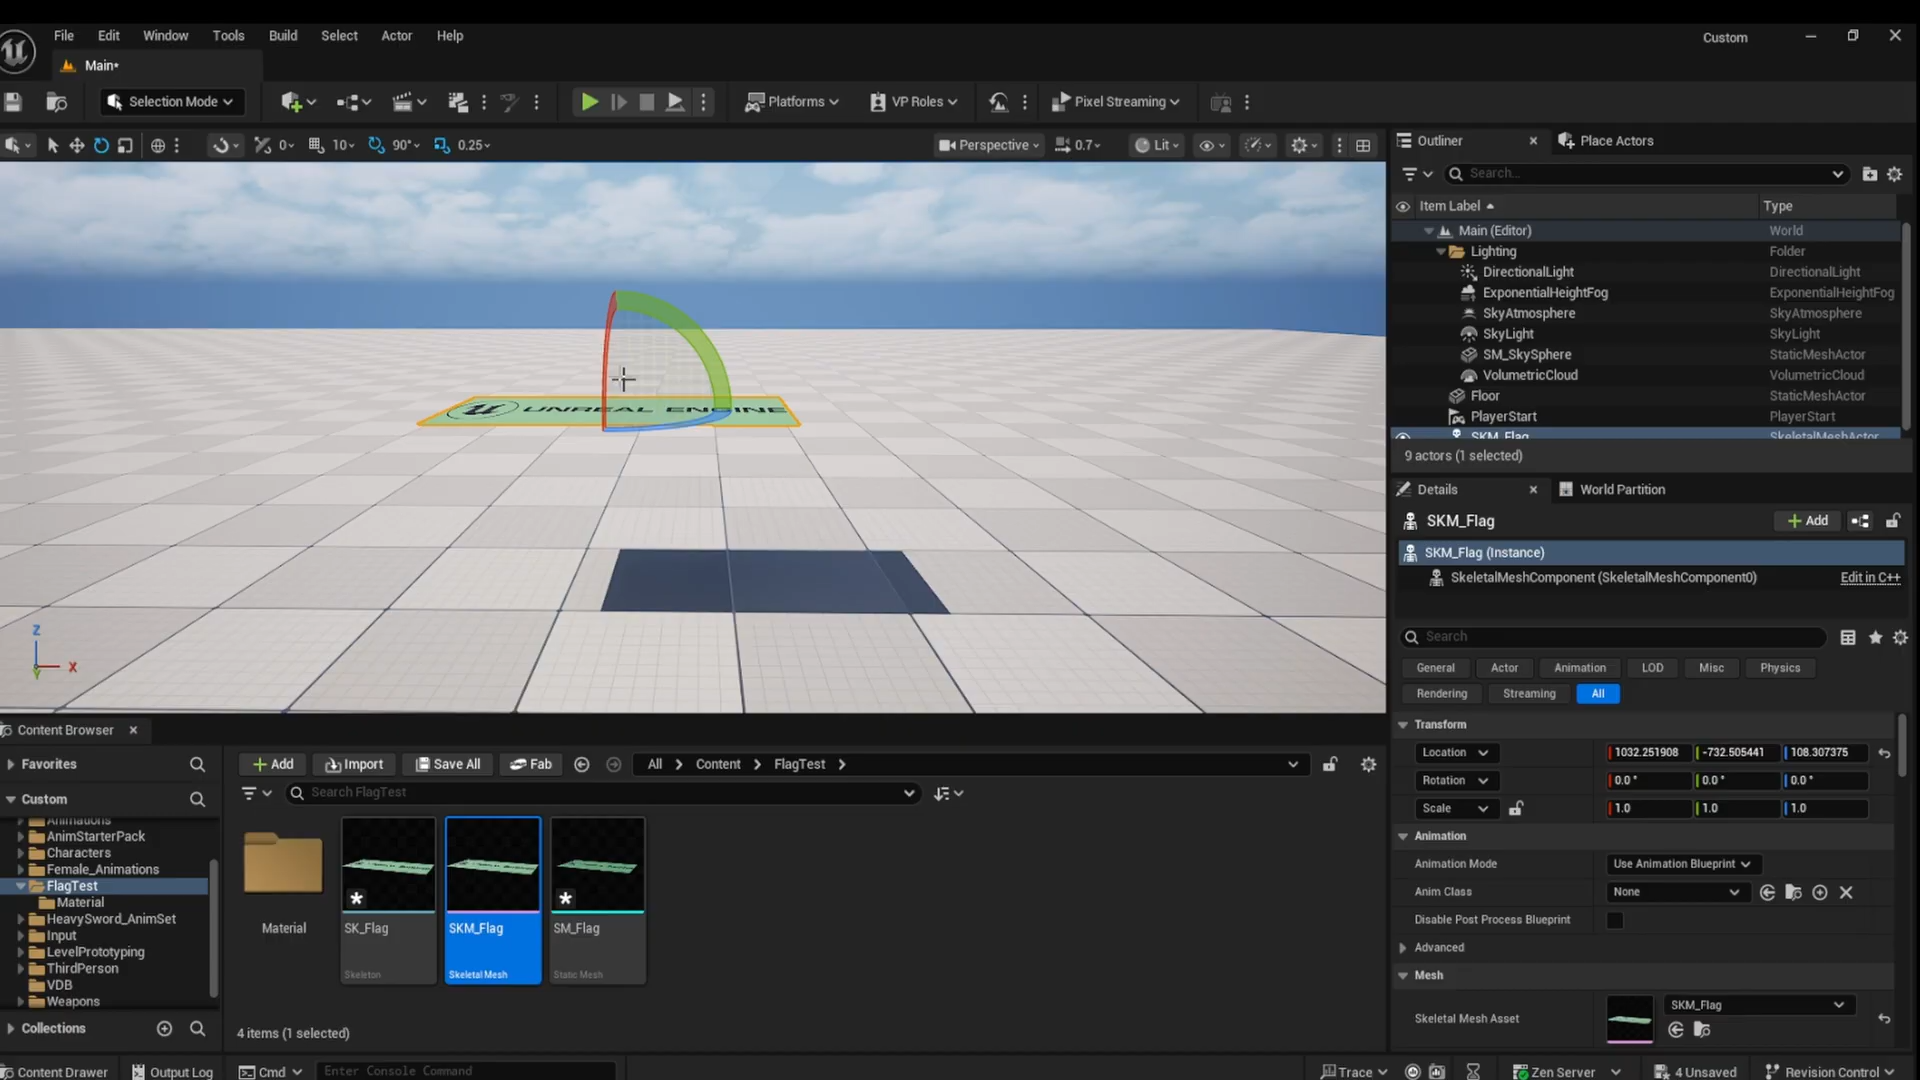 File Edit Window Tools Build Select Actor Help
Custom
Main*
Selection Mode
Platforms
VP Roles
Pixel Streaming
0
10
90°
0.25
Perspective
0.7
Lit
UNREAL ENGINE
Z
X
Y
Outliner
Place Actors
Search...
Item Label
Type
Main (Editor) World
Lighting Folder
DirectionalLight DirectionalLight
ExponentialHeightFog ExponentialHeightFog
SkyAtmosphere SkyAtmosphere
SkyLight SkyLight
SM_SkySphere StaticMeshActor
VolumetricCloud VolumetricCloud
Floor StaticMeshActor
PlayerStart PlayerStart
SKM_Flag SkeletalMeshActor
9 actors (1 selected)
Details
World Partition
SKM_Flag
Add
SKM_Flag (Instance)
SkeletalMeshComponent (SkeletalMeshComponent0) Edit in C++
Search
General Actor Animation LOD Misc Physics
Rendering Streaming All
Transform
Location 1032.251908 -732.505441 108.307375
Rotation 0.0° 0.0° 0.0°
Scale 1.0 1.0 1.0
Animation
Animation Mode Use Animation Blueprint
Anim Class None
Disable Post Process Blueprint
Advanced
Mesh
Skeletal Mesh Asset
SKM_Flag
Content Browser
Favorites
Custom
Animations
AnimStarterPack
Characters
Female_Animations
FlagTest
Material
HeavySword_AnimSet
Input
LevelPrototyping
ThirdPerson
VDB
Weapons
Collections
Add Import Save All Fab All Content FlagTest
Search FlagTest
Material
SK_Flag
Skeleton
SKM_Flag
Skeletal Mesh
SM_Flag
Static Mesh
4 items (1 selected)
Content Drawer Output Log Cmd Enter Console Command Trace Zen Server 4 Unsaved Revision Control